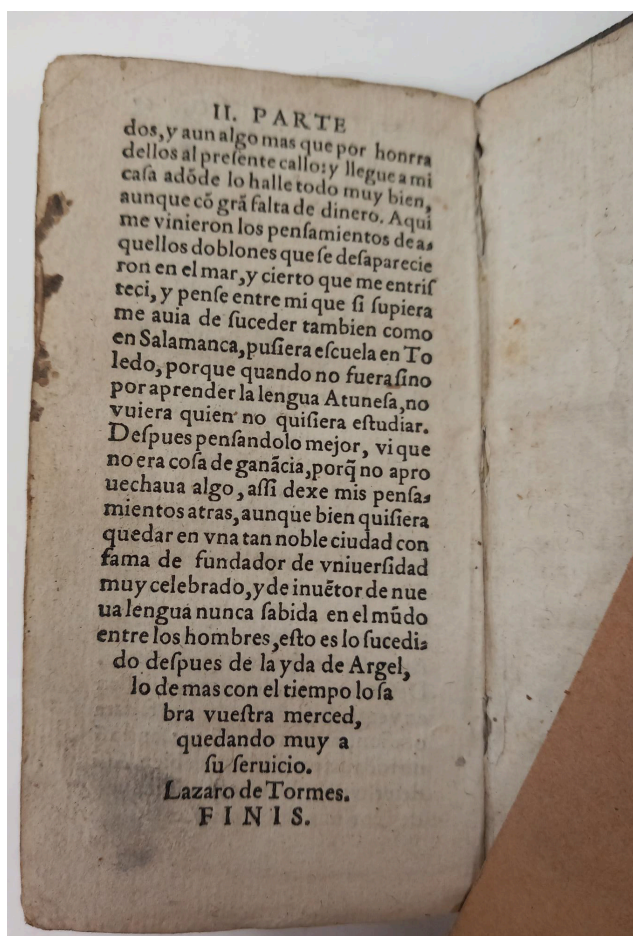 II. PARTE
dos, y aun algo mas que por honrra
dellos al preſente callo: y llegue a mi
caſa adõde lo halle todo muy bien,
aunque cõ grã falta de dinero. Aqui
me vinieron los penſamientos de a-
quellos doblones que ſe deſaparecie
ron en el mar, y cierto que me entriſ
teci, y penſe entre mi que ſi ſupiera
me auia de ſuceder tambien como
en Salamanca, puſiera eſcuela en To
ledo, porque quando no fuera ſino
por aprender la lengua Atuneſa, no
vuiera quien no quiſiera eſtudiar.
Deſpues penſandolo mejor, vi que
no era coſa de ganãcia, porq̃ no apro
uechaua algo, aſſi dexe mis penſa-
mientos atras, aunque bien quiſiera
quedar en vna tan noble ciudad con
fama de fundador de vniuerſidad
muy celebrado, y de inuẽtor de nue
ua lengua nunca ſabida en el mũdo
entre los hombres, eſto es lo ſucedi-
do deſpues de la yda de Argel,
lo de mas con el tiempo lo ſa
bra vueſtra merced,
quedando muy a
ſu ſeruicio.
Lazaro de Tormes.
FINIS.